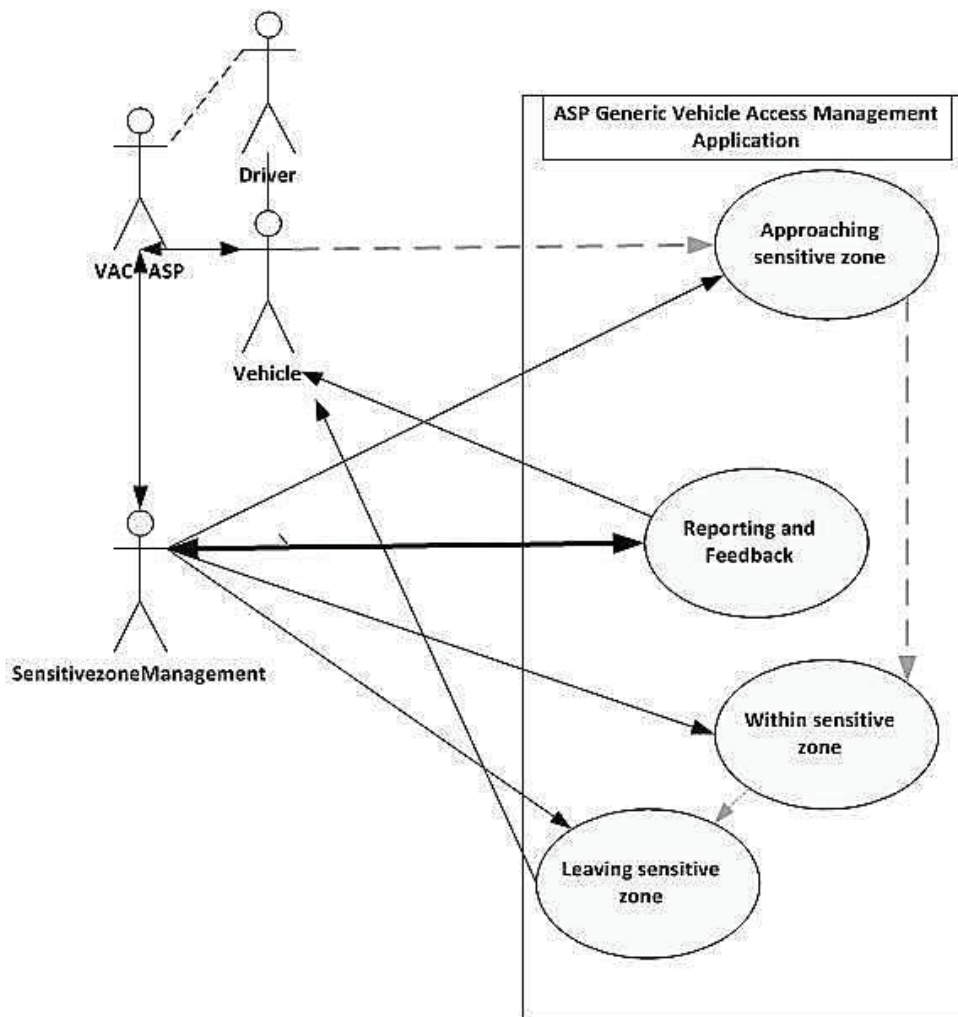 ASP Generic Vehicle Access Management
Application
Driver
Approaching
sensitive zone
VAC ASP
Vehicle
Reporting and
Feedback
SensitivezoneManagement
Within sensitive
zone
Leaving sensitive
zone